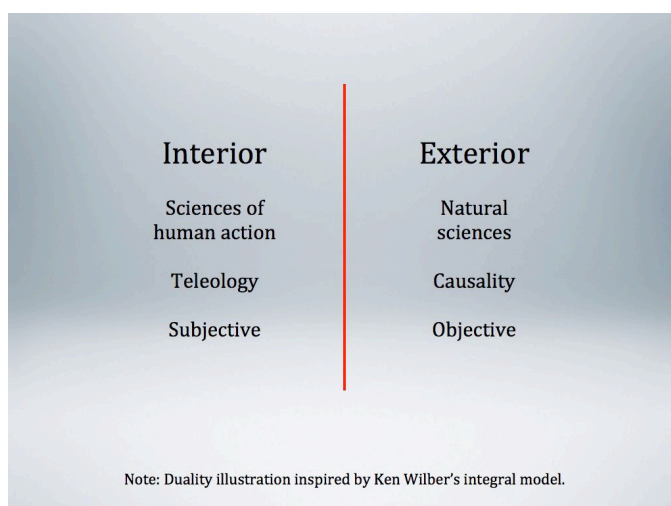 Interior
Sciences of
human action
Teleology
Subjective
Exterior
Natural
sciences
Causality
Objective
Note: Duality illustration inspired by Ken Wilber’s integral model.